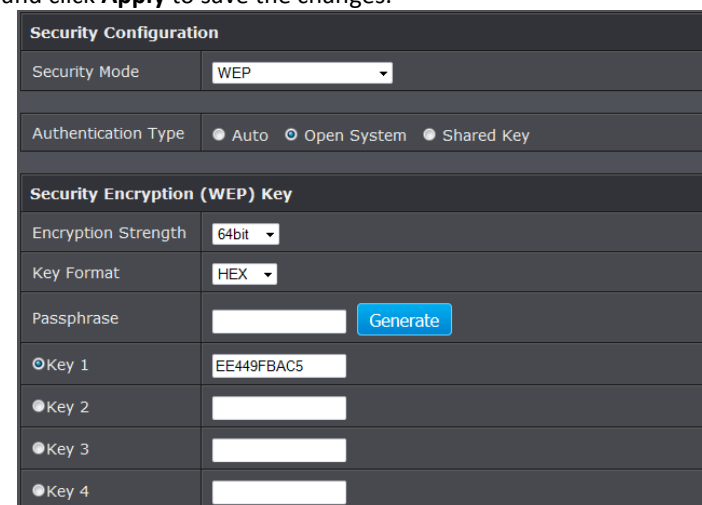 and click Apply to save the changes.
Security Configuration
Security Mode WEP
Authentication Type Auto Open System Shared Key
Security Encryption (WEP) Key
Encryption Strength 64bit
Key Format HEX
Passphrase Generate
Key 1 EE449FBAC5
Key 2
Key 3
Key 4